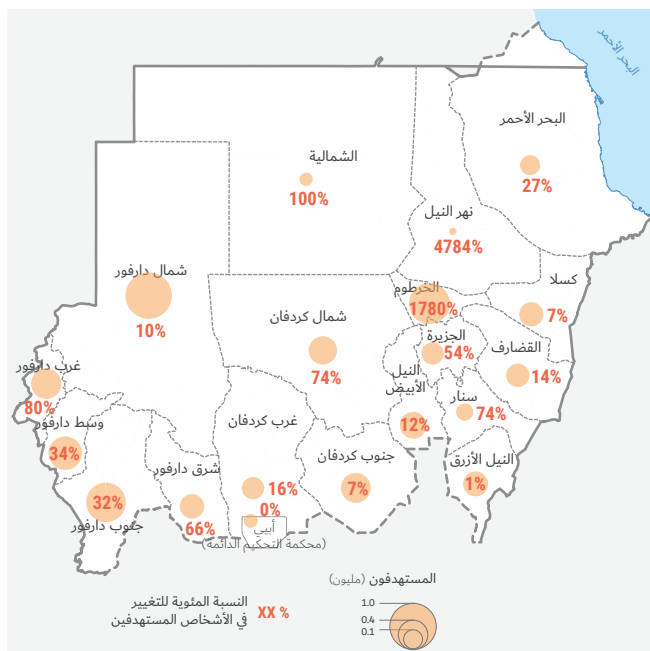 البحر الأحمر
البحر الأحمر
27%
الشمالية
100%
نهر النيل
4784%
شمال دارفور
10%
كسلا
7%
الخرطوم
1780%
شمال كردفان
74%
الجزيرة
54%
القضارف
14%
غرب دارفور
80%
النيل
الأبيض
12%
سنار
74%
وسط دارفور
34%
غرب كردفان
16%
جنوب كردفان
7%
النيل الأزرق
1%
شرق دارفور
66%
32%
جنوب دارفور
0%
أبيي
(محكمة التحكيم الدائمة)
المستهدفون (مليون)
1.0
0.4
0.1
XX %
النسبة المئوية للتغيير
في الأشخاص المستهدفين